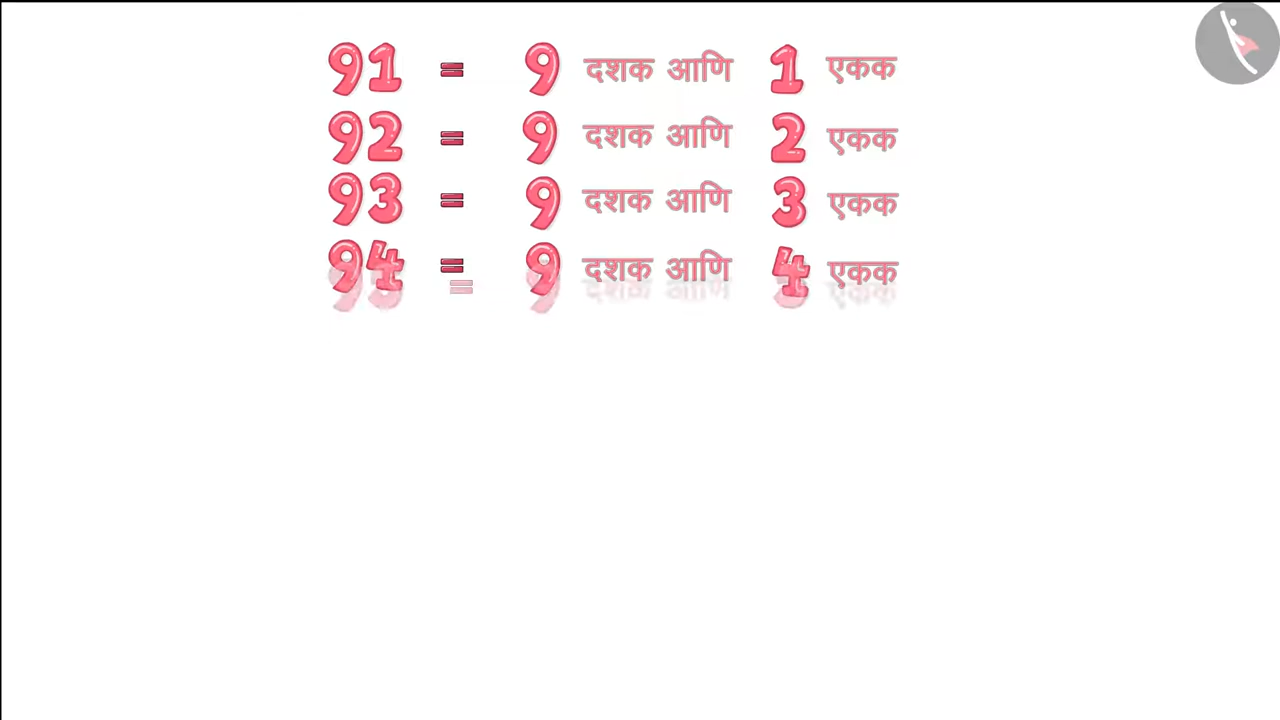 91 = 9 दशक आणि 1 एकक
92 = 9 दशक आणि 2 एकक
93 = 9 दशक आणि 3 एकक
94 = 9 दशक आणि 4 एकक